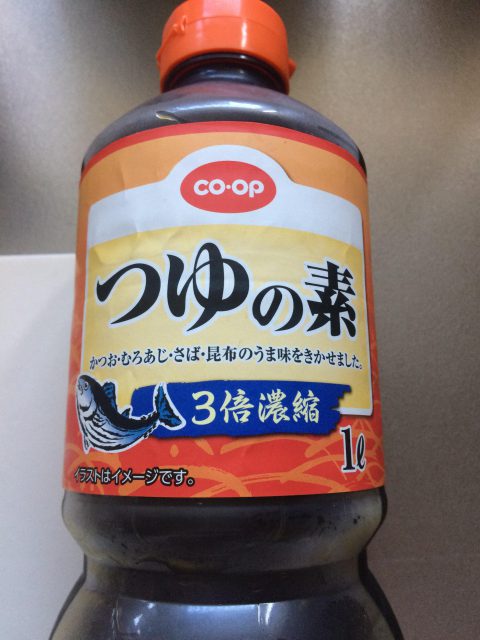 CO·OP
つゆの素
かつお・むろあじ・さば・昆布のうま味をきかせました。
3倍濃縮
1ℓ
イラストはイメージです。